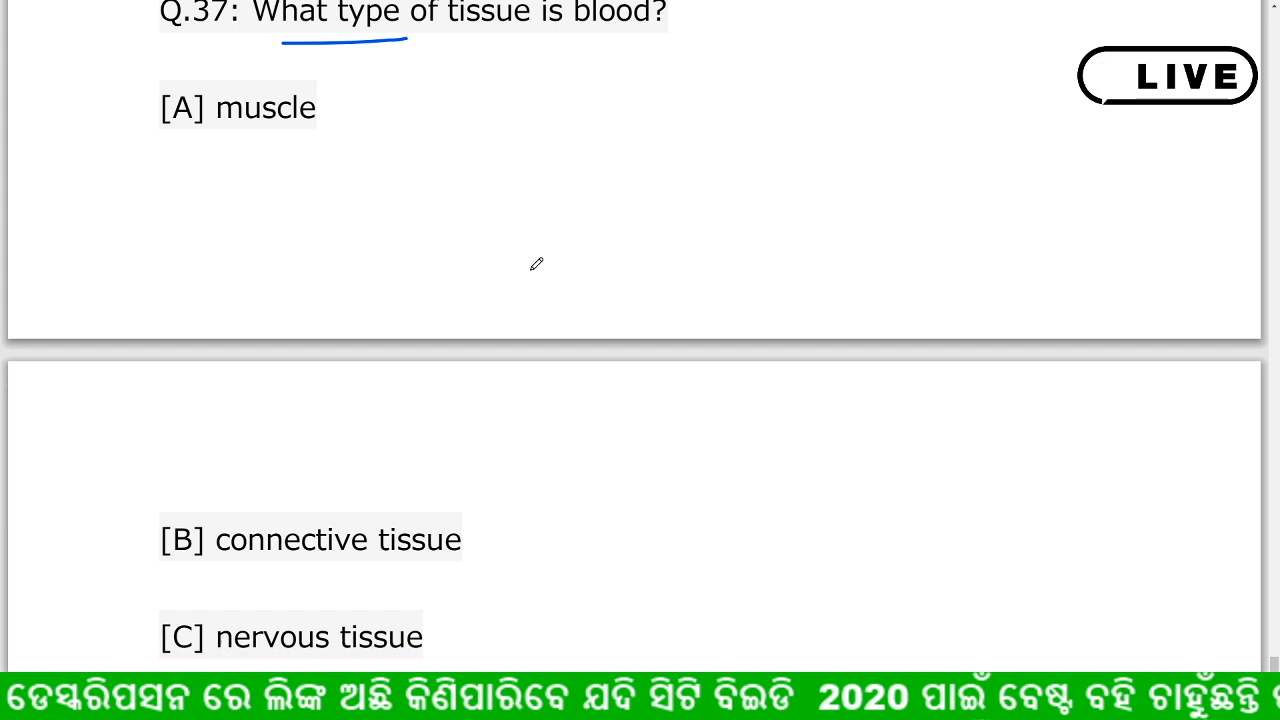 Q.37: What type of tissue is blood?
LIVE
[A] muscle
[B] connective tissue
[C] nervous tissue
ଡେସ୍କରିପସନ ରେ ଲିଙ୍କ ଅଛି କିଣିପାରିବେ ଯଦି ସିଟି ବିଇଡି 2020 ପାଇଁ ବେଷ୍ଟ ବହି ଚାହୁଁଛନ୍ତି